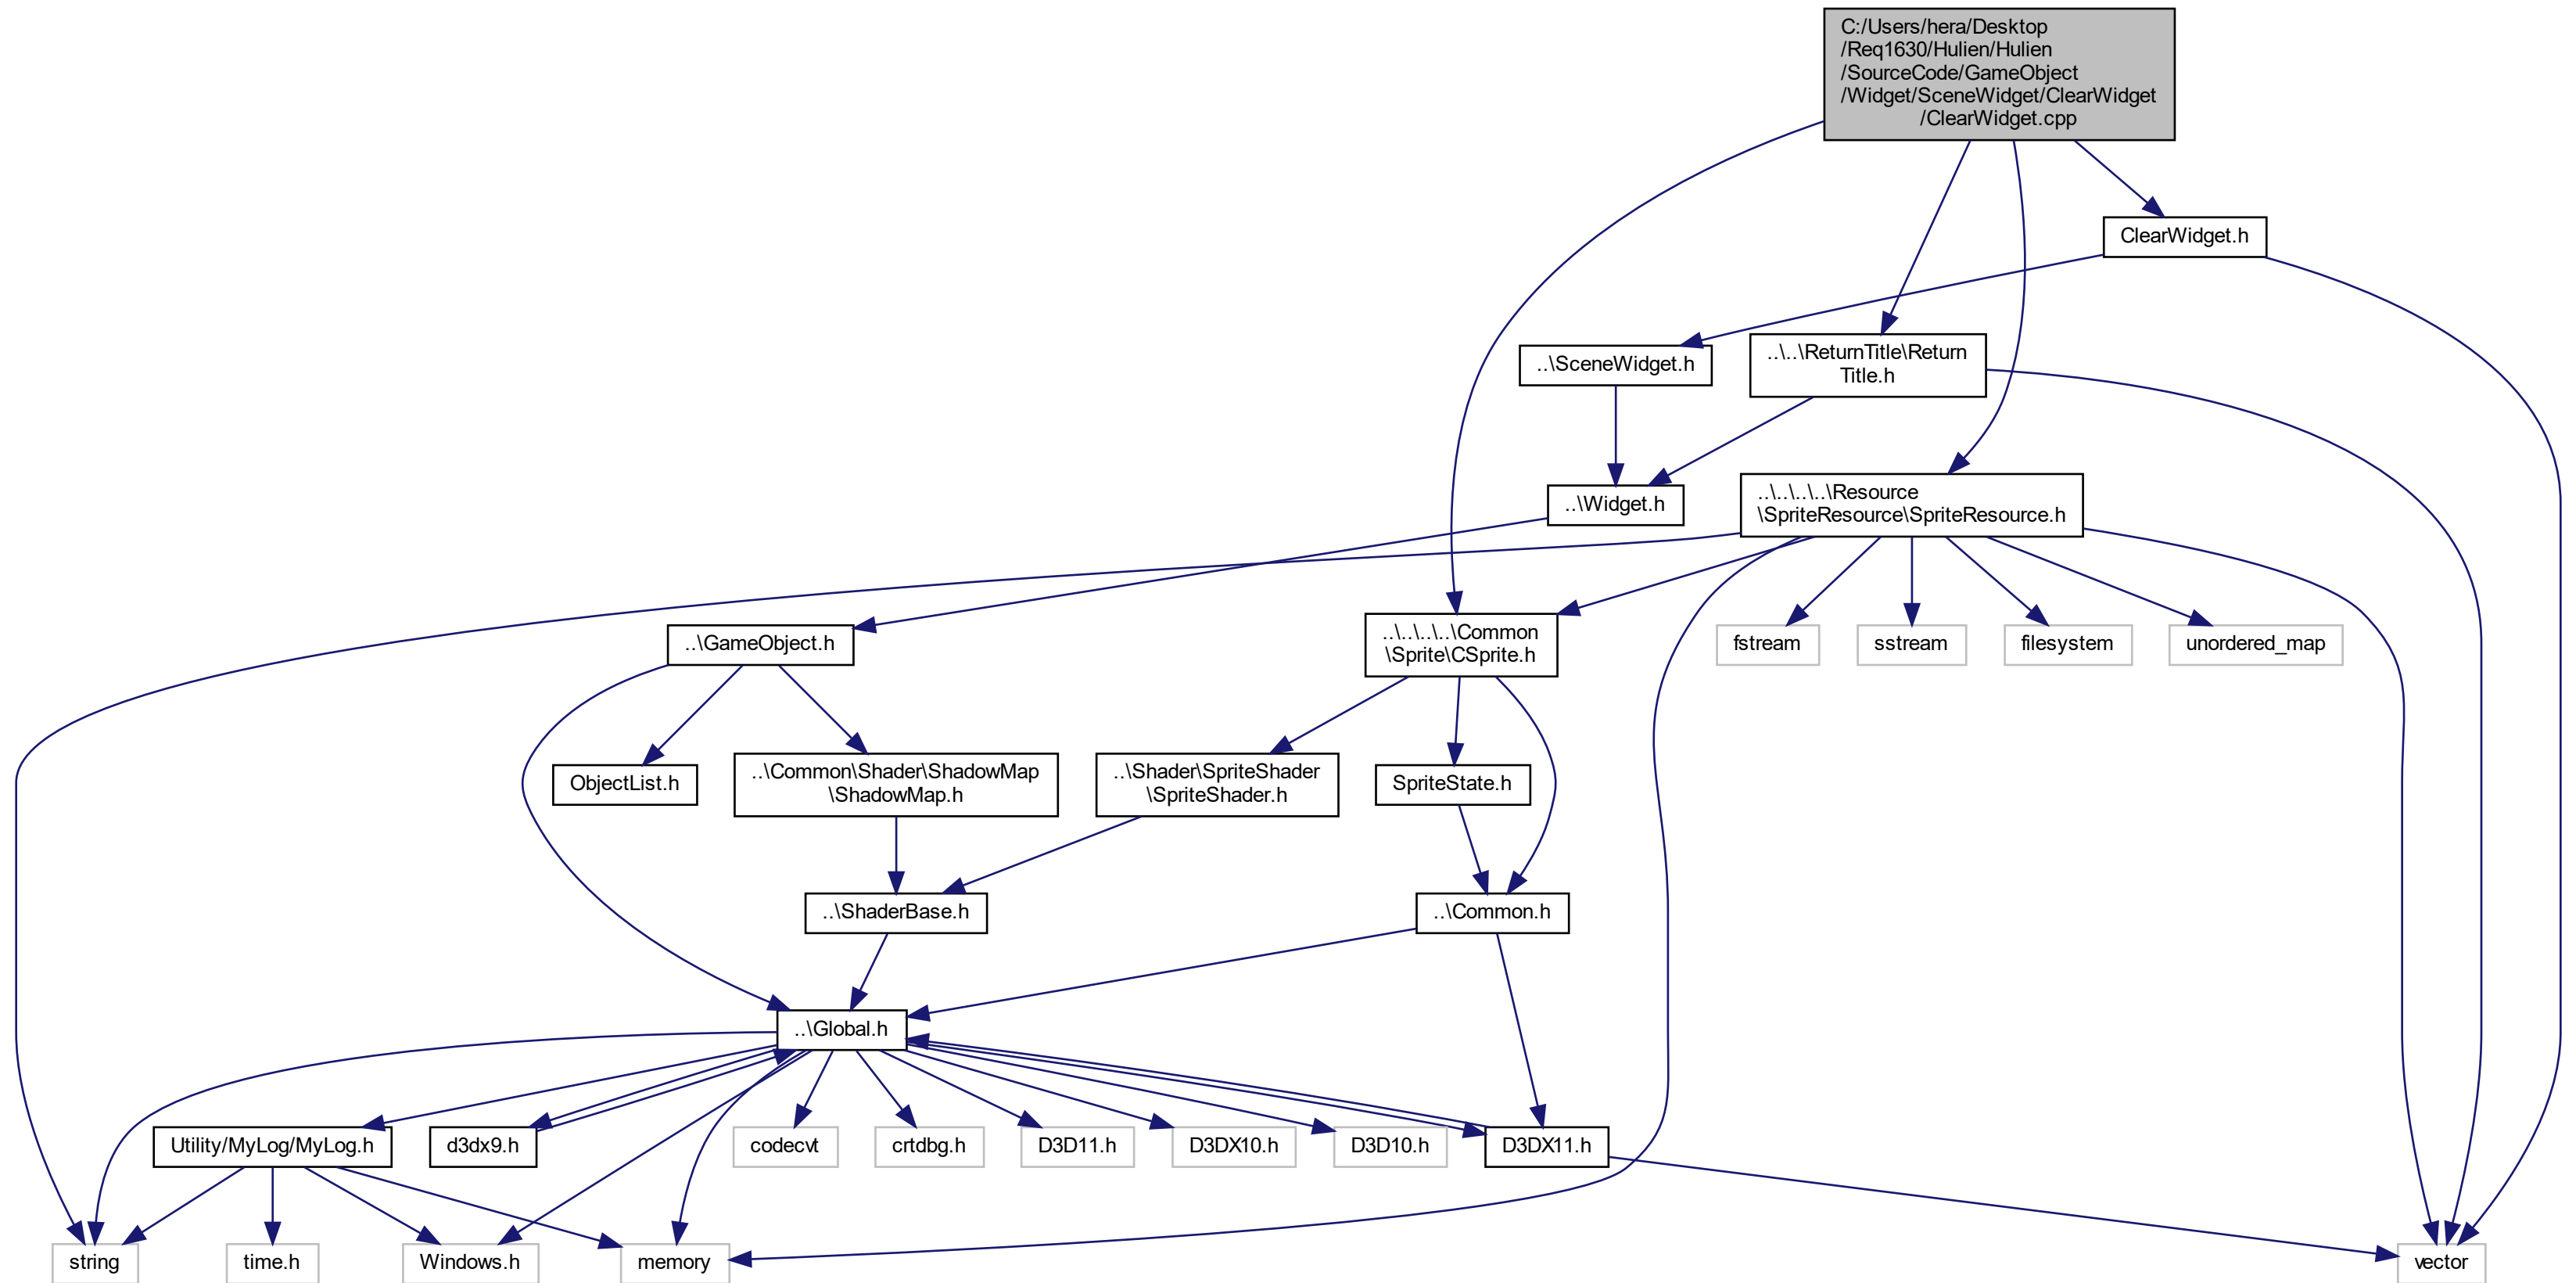 C:/Users/hera/Desktop
/Req1630/Hulien/Hulien
/SourceCode/GameObject
/Widget/SceneWidget/ClearWidget
/ClearWidget.cpp
ClearWidget.h
..\SceneWidget.h
..\..\ReturnTitle\Return
Title.h
..\Widget.h
..\..\..\..\Resource
\SpriteResource\SpriteResource.h
..\GameObject.h
..\..\..\..\Common
\Sprite\CSprite.h
fstream
sstream
filesystem
unordered_map
ObjectList.h
..\Common\Shader\ShadowMap
\ShadowMap.h
..\Shader\SpriteShader
\SpriteShader.h
SpriteState.h
..\ShaderBase.h
..\Common.h
..\Global.h
Utility/MyLog/MyLog.h
d3dx9.h
codecvt
crtdbg.h
D3D11.h
D3DX10.h
D3D10.h
D3DX11.h
string
time.h
Windows.h
memory
vector